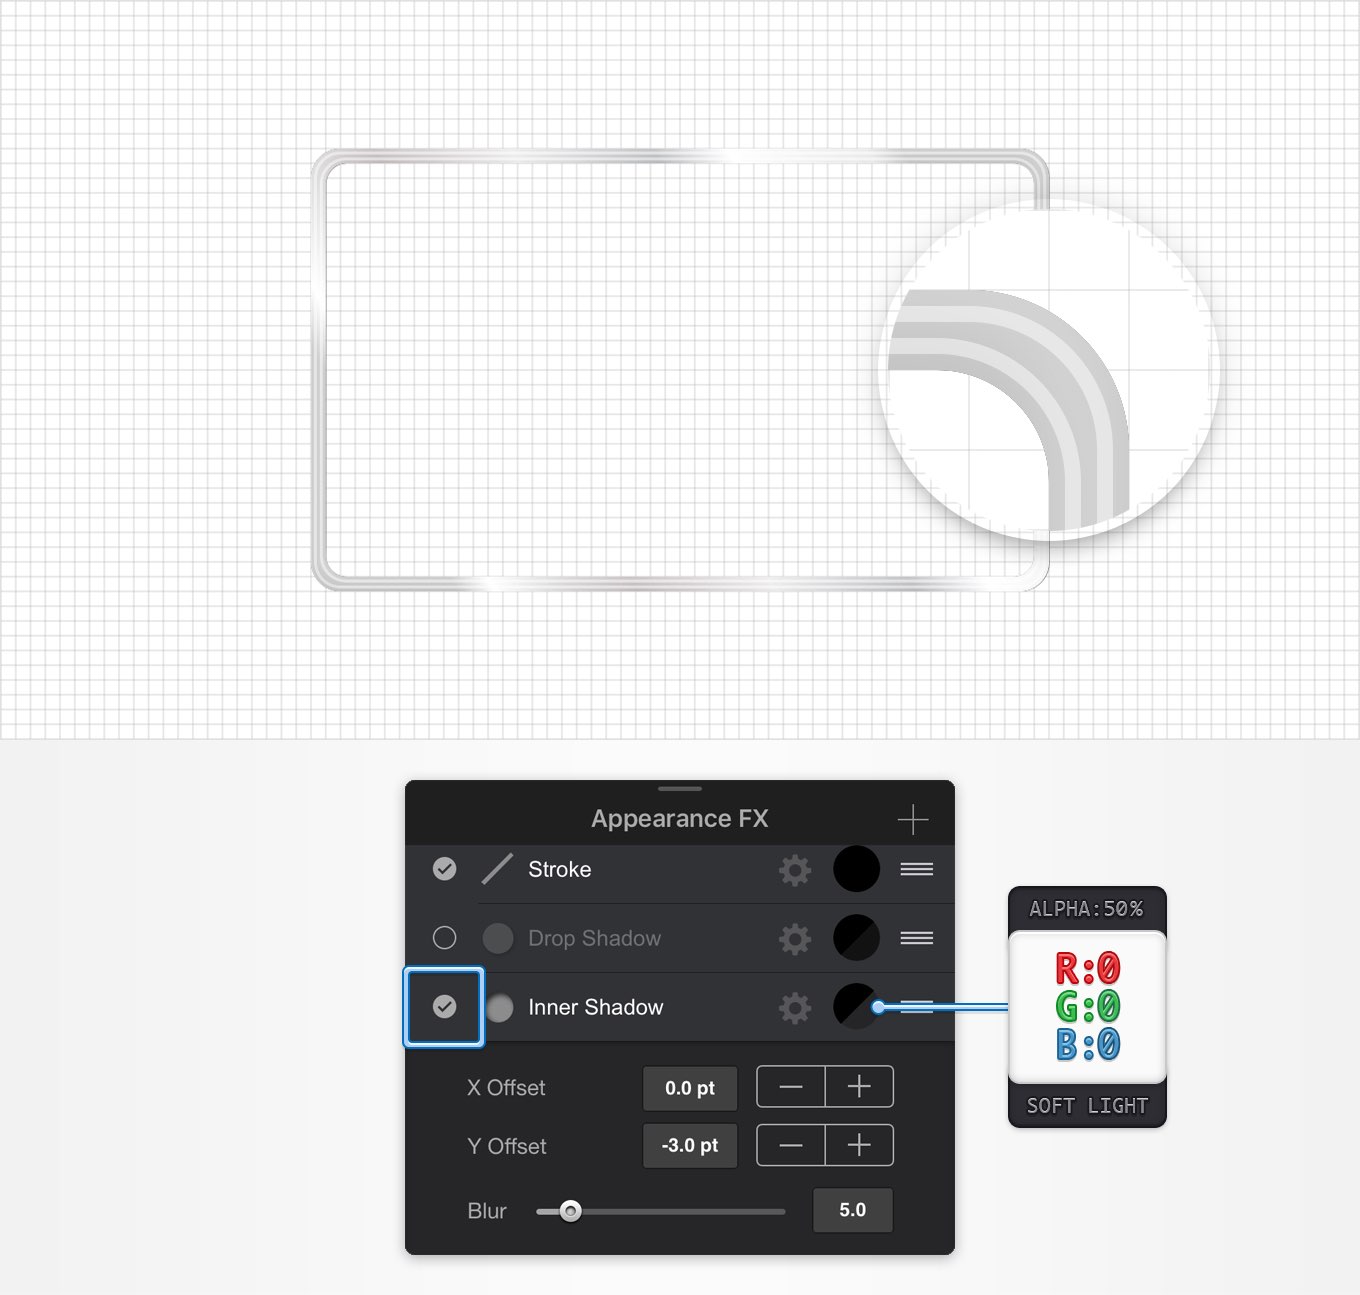 Appearance FX
Stroke
Drop Shadow
Inner Shadow
X Offset 0.0 pt
Y Offset -3.0 pt
Blur 5.0
ALPHA:50%
R:0
G:0
B:0
SOFT LIGHT